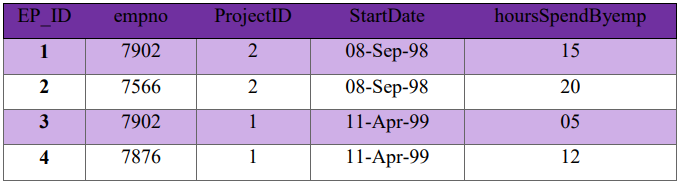 EP_ID empno ProjectID StartDate hoursSpendByemp
1 7902 2 08-Sep-98 15
2 7566 2 08-Sep-98 20
3 7902 1 11-Apr-99 05
4 7876 1 11-Apr-99 12